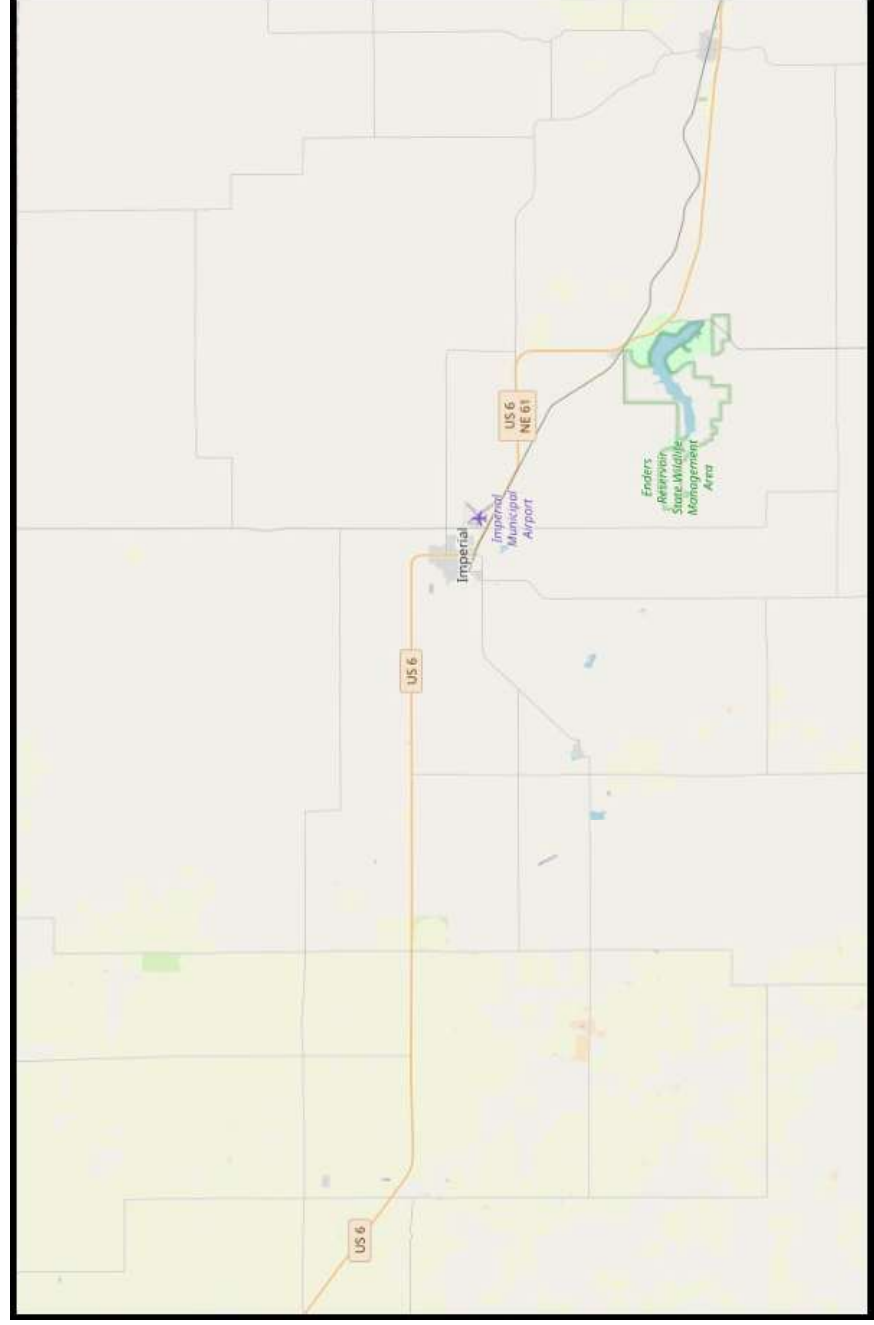 US 6
NE 61
Imperial
Imperial
Municipal
Airport
Enders
Reservoir
State Wildlife
Management
Area
US 6
US 6